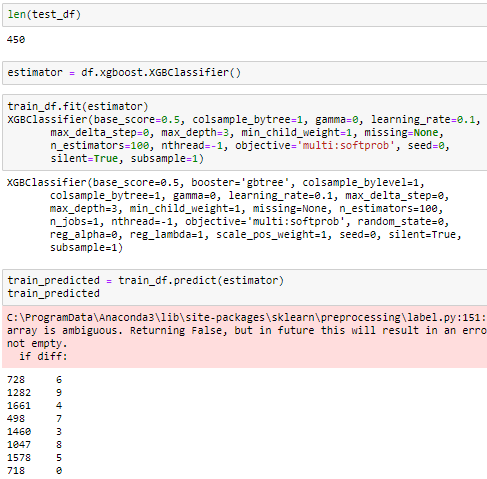 len(test_df)
450
estimator = df.xgboost.XGBClassifier()
train_df.fit(estimator)
XGBClassifier(base_score=0.5, colsample_bytree=1, gamma=0, learning_rate=0.1,
max_delta_step=0, max_depth=3, min_child_weight=1, missing=None,
n_estimators=100, nthread=-1, objective='multi:softprob', seed=0,
silent=True, subsample=1)
XGBClassifier(base_score=0.5, booster='gbtree', colsample_bylevel=1,
colsample_bytree=1, gamma=0, learning_rate=0.1, max_delta_step=0,
max_depth=3, min_child_weight=1, missing=None, n_estimators=100,
n_jobs=1, nthread=-1, objective='multi:softprob', random_state=0,
reg_alpha=0, reg_lambda=1, scale_pos_weight=1, seed=0, silent=True,
subsample=1)
train_predicted = train_df.predict(estimator)
train_predicted
C:\ProgramData\Anaconda3\lib\site-packages\sklearn\preprocessing\label.py:151:
array is ambiguous. Returning False, but in future this will result in an erro
not empty.
if diff:
728 6
1282 9
1661 4
498 7
1460 3
1047 8
1578 5
718 0